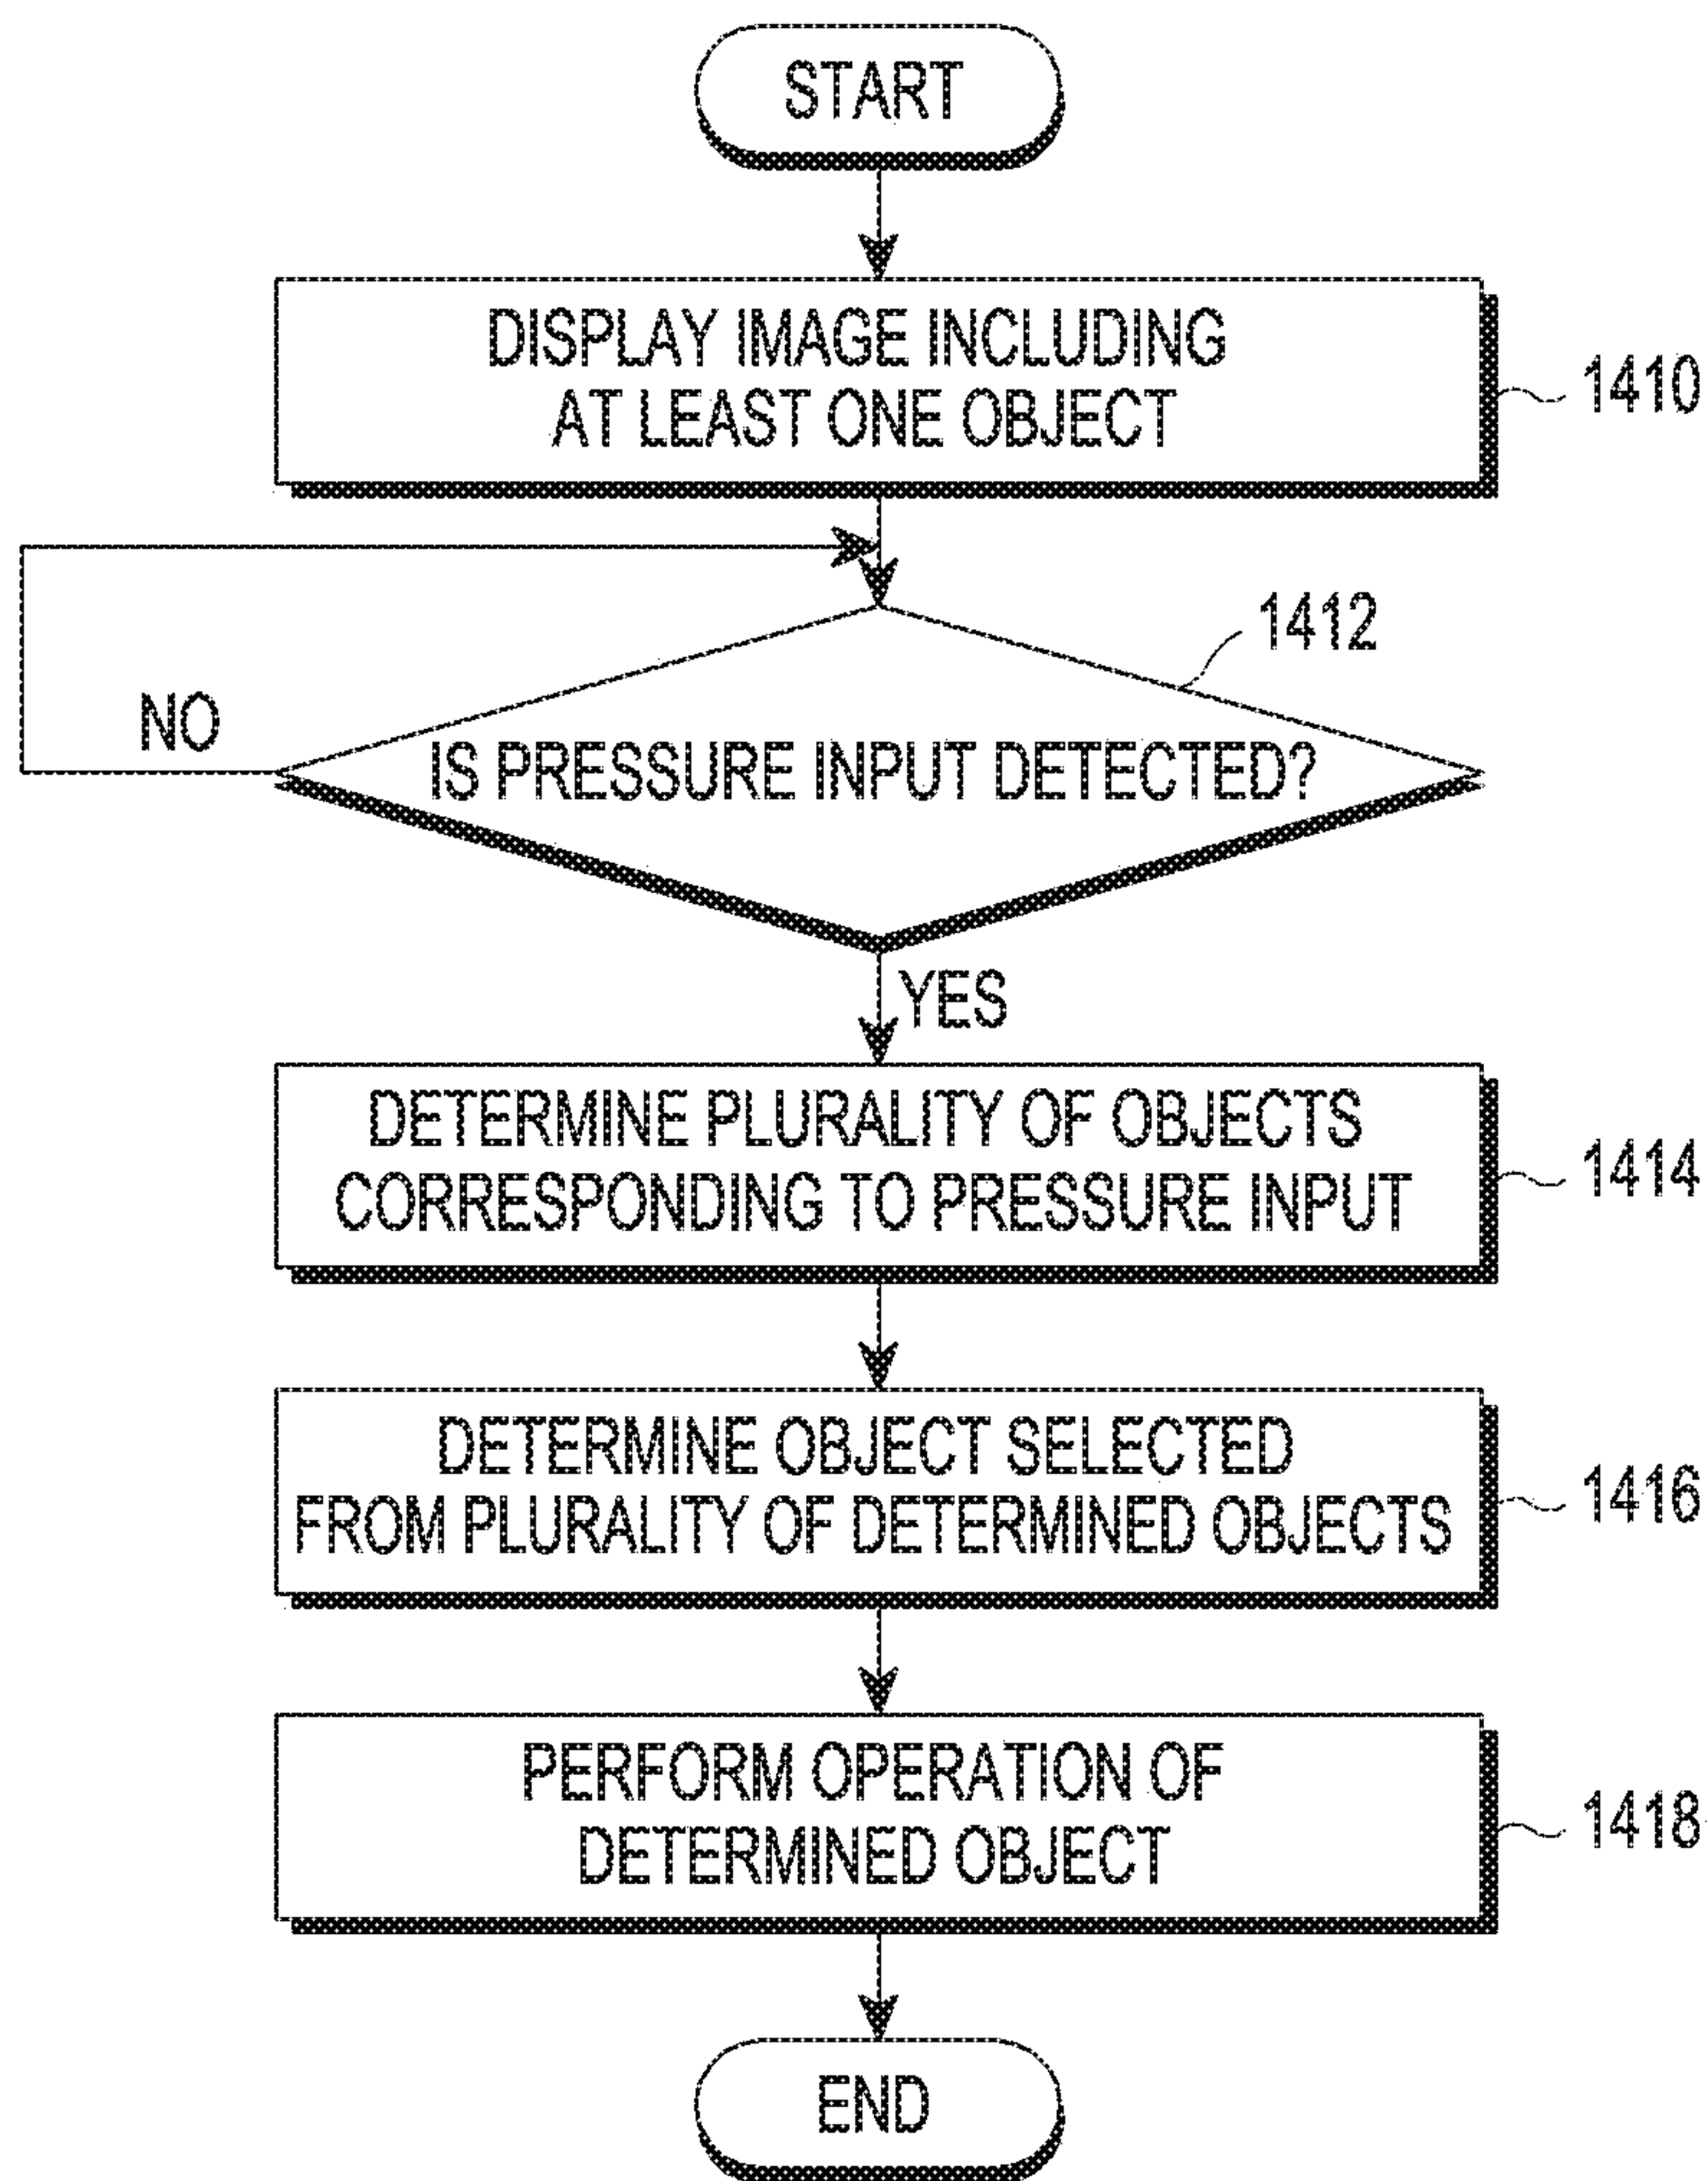 START
DISPLAY IMAGE INCLUDING
AT LEAST ONE OBJECT
1410
1412
NO
IS PRESSURE INPUT DETECTED?
YES
DETERMINE PLURALITY OF OBJECTS
CORRESPONDING TO PRESSURE INPUT
1414
DETERMINE OBJECT SELECTED
FROM PLURALITY OF DETERMINED OBJECTS
1416
PERFORM OPERATION OF
DETERMINED OBJECT
1418
END